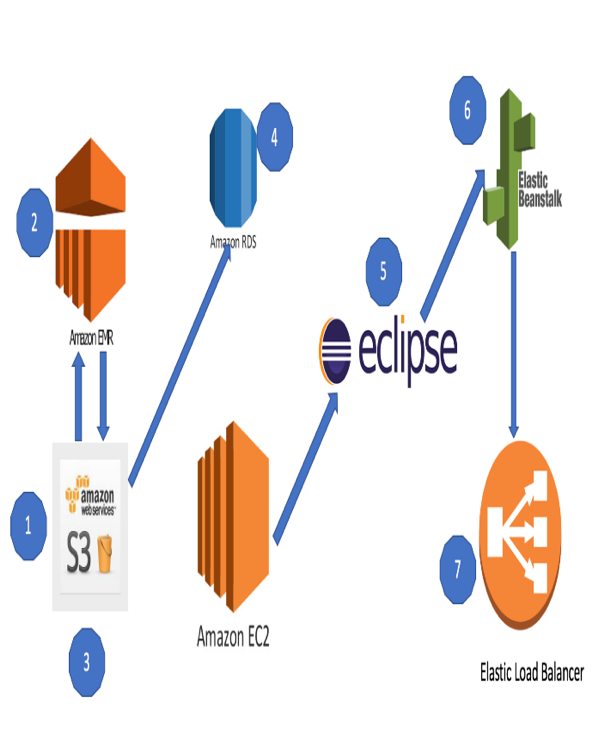 6
4
Elastic
Beanstalk
2
Amazon RDS
5
Amazon EMR
eclipse
amazon
webservices™
1
S3
7
Amazon EC2
3
Elastic Load Balancer